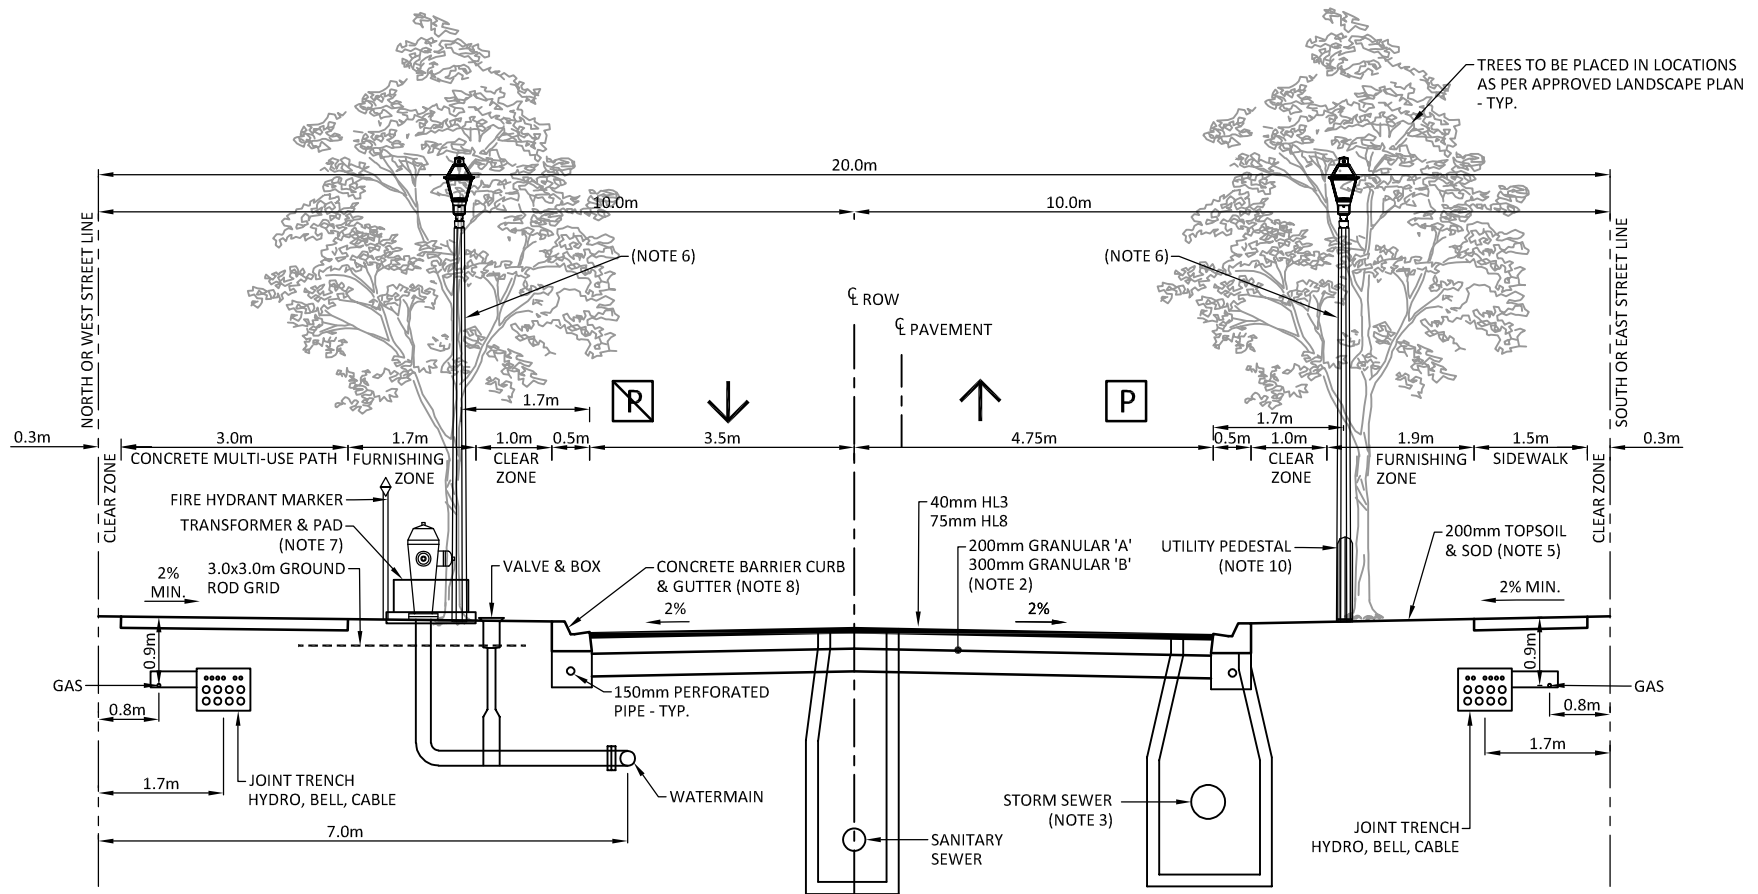 TREES TO BE PLACED IN LOCATIONS
AS PER APPROVED LANDSCAPE PLAN
- TYP.
20.0m
10.0m
10.0m
NORTH OR WEST STREET LINE
SOUTH OR EAST STREET LINE
(NOTE 6)
(NOTE 6)
℄ ROW
℄ PAVEMENT
P
P
1.7m
1.7m
0.3m
3.0m
1.7m
1.0m
0.5m
3.5m
4.75m
0.5m
1.0m
1.9m
1.5m
0.3m
CONCRETE MULTI-USE PATH
FURNISHING
ZONE
CLEAR
ZONE
CLEAR
ZONE
FURNISHING
ZONE
SIDEWALK
CLEAR ZONE
CLEAR ZONE
FIRE HYDRANT MARKER
TRANSFORMER & PAD
(NOTE 7)
3.0x3.0m GROUND
ROD GRID
2%
MIN.
VALVE & BOX
CONCRETE BARRIER CURB
& GUTTER (NOTE 8)
40mm HL3
75mm HL8
200mm GRANULAR 'A'
300mm GRANULAR 'B'
(NOTE 2)
UTILITY PEDESTAL
(NOTE 10)
200mm TOPSOIL
& SOD (NOTE 5)
2% MIN.
2%
2%
0.9m
0.9m
GAS
GAS
0.8m
0.8m
150mm PERFORATED
PIPE - TYP.
1.7m
1.7m
JOINT TRENCH
HYDRO, BELL, CABLE
WATERMAIN
7.0m
SANITARY
SEWER
STORM SEWER
(NOTE 3)
JOINT TRENCH
HYDRO, BELL, CABLE